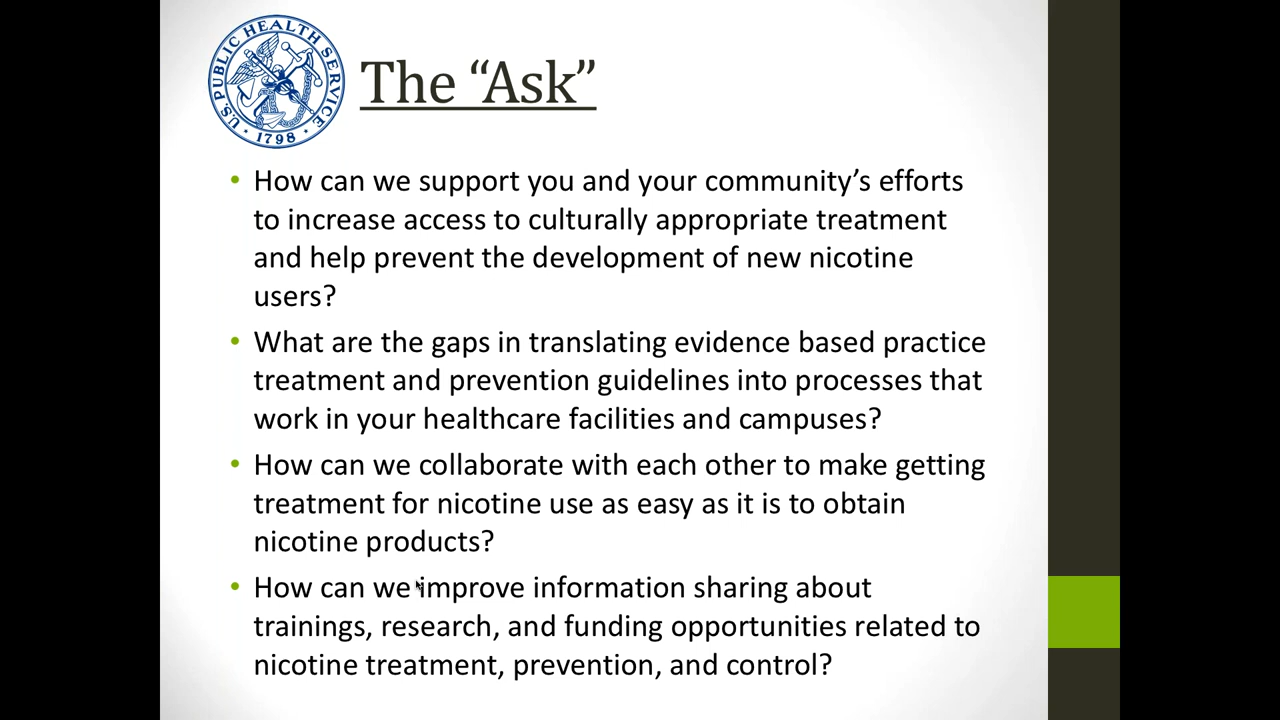 U.S. PUBLIC HEALTH SERVICE
· 1798 ·
The “Ask”
• How can we support you and your community’s efforts
to increase access to culturally appropriate treatment
and help prevent the development of new nicotine
users?
• What are the gaps in translating evidence based practice
treatment and prevention guidelines into processes that
work in your healthcare facilities and campuses?
• How can we collaborate with each other to make getting
treatment for nicotine use as easy as it is to obtain
nicotine products?
• How can we improve information sharing about
trainings, research, and funding opportunities related to
nicotine treatment, prevention, and control?